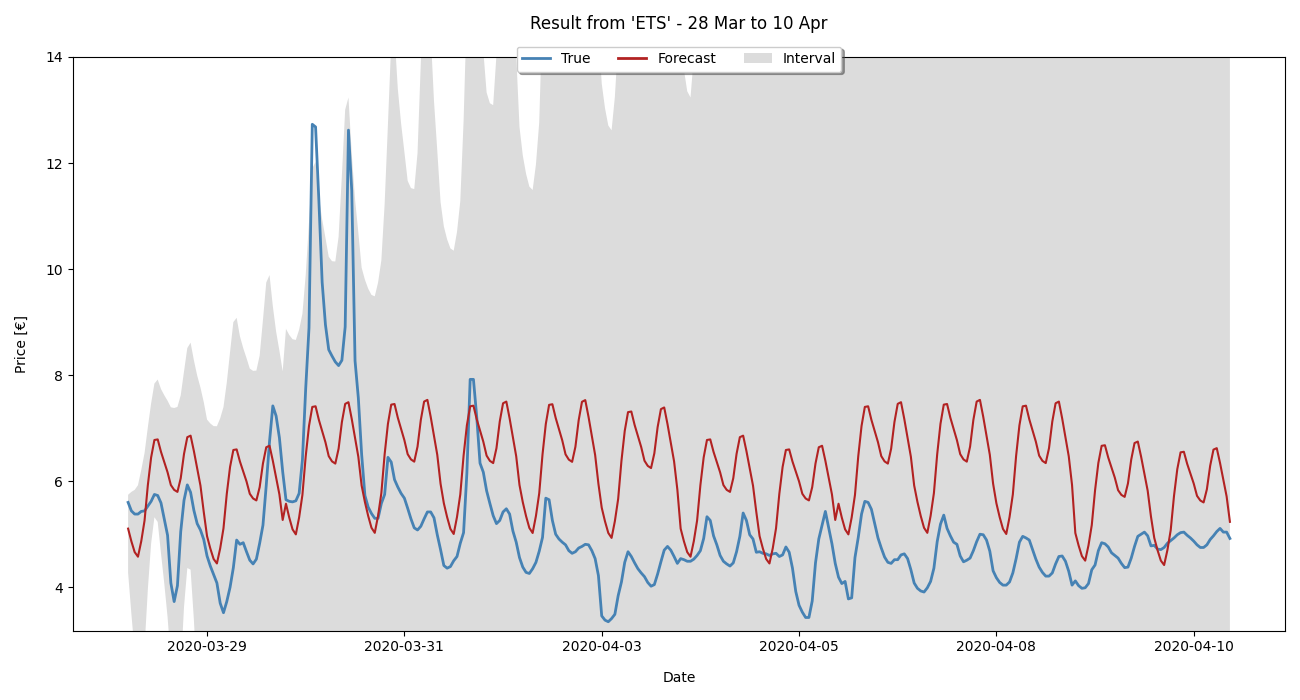 Result from 'ETS' - 28 Mar to 10 Apr
True Forecast Interval
14
12
10
8
6
4
Price [€]
2020-03-29 2020-03-31 2020-04-03 2020-04-05 2020-04-08 2020-04-10
Date